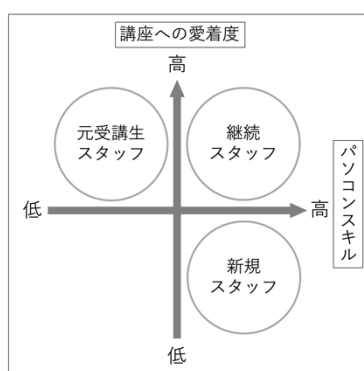 講座への愛着度
高
元受講生
スタッフ
継続
スタッフ
パソコンスキル
低
高
新規
スタッフ
低